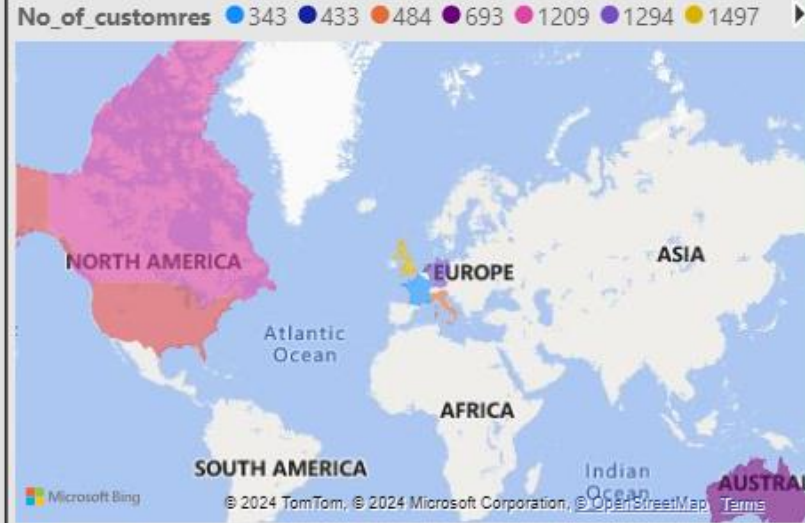 No_of_customres 343 433 484 693 1209 1294 1497
NORTH AMERICA
EUROPE
ASIA
Atlantic
Ocean
AFRICA
SOUTH AMERICA
Indian
Ocean
AUSTRAL
Microsoft Bing
© 2024 TomTom, © 2024 Microsoft Corporation, © OpenStreetMap Terms